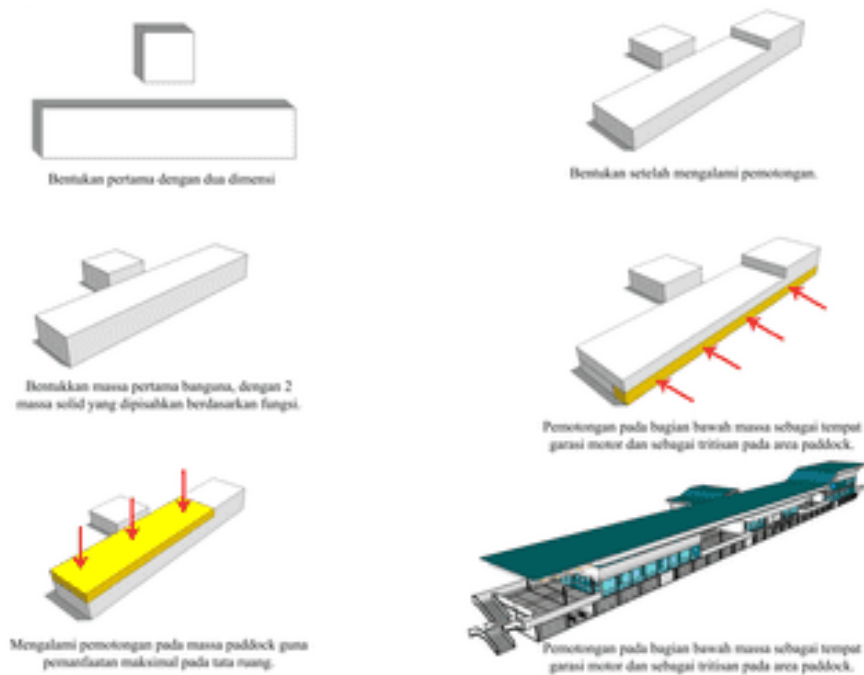 Bentukan pertama dengan dua dimensi
Bentukan setelah mengalami pemotongan.
Bentukkan massa pertama banguna, dengan 2
massa solid yang dipisahkan berdasarkan fungsi.
Pemotongan pada bagian bawah massa sebagai tempat
garasi motor dan sebagai tritisan pada area paddock.
Mengalami pemotongan pada massa paddock guna
pemanfaatan maksimal pada tata ruang.
Pemotongan pada bagian bawah massa sebagai tempat
garasi motor dan sebagai tritisan pada area paddock.